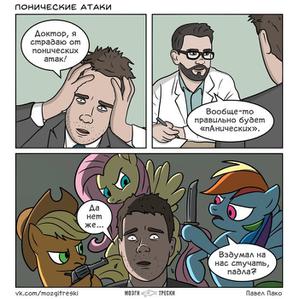 ПОНИЧЕСКИЕ АТАКИ
Доктор, я
страдаю от
понических
атак!
Вообще-то
правильно будет
«пАнических».
Да
нет
же...
Вздумал на
нас стучать,
падла?
vk.com/mozgitreski
МОЗГИ ТРЕСКИ
Павел Пако